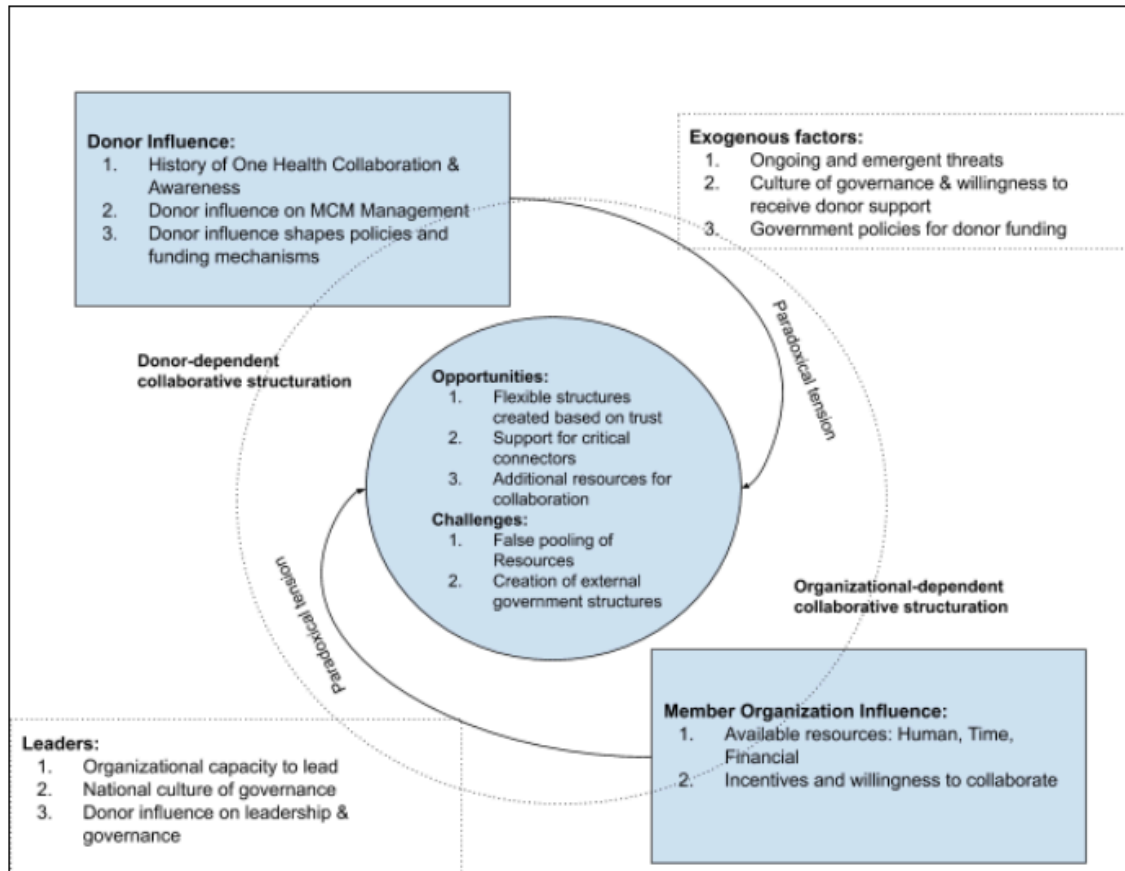 Donor Influence:
1. History of One Health Collaboration &
Awareness
2. Donor influence on MCM Management
3. Donor influence shapes policies and
funding mechanisms
Exogenous factors:
1. Ongoing and emergent threats
2. Culture of governance & willingness to
receive donor support
3. Government policies for donor funding
Paradoxical tension
Donor-dependent
collaborative structuration
Opportunities:
1. Flexible structures
created based on trust
2. Support for critical
connectors
3. Additional resources for
collaboration
Challenges:
1. False pooling of
Resources
2. Creation of external
government structures
Organizational-dependent
collaborative structuration
Paradoxical tension
Member Organization Influence:
1. Available resources: Human, Time,
Financial
2. Incentives and willingness to collaborate
Leaders:
1. Organizational capacity to lead
2. National culture of governance
3. Donor influence on leadership &
governance